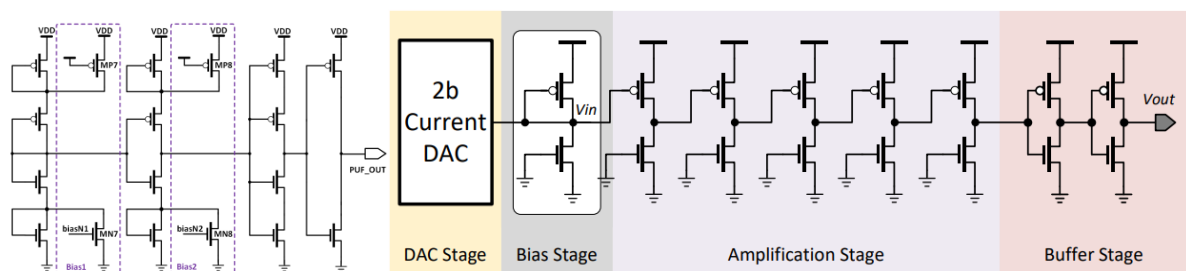 VDD
VDD
VDD
VDD
VDD
VDD
MP7
MP8
PUF_OUT
biasN1
MN7
biasN2
MN8
Bias1
Bias2
2b
Current
DAC
Vin
Vout
DAC Stage
Bias Stage
Amplification Stage
Buffer Stage